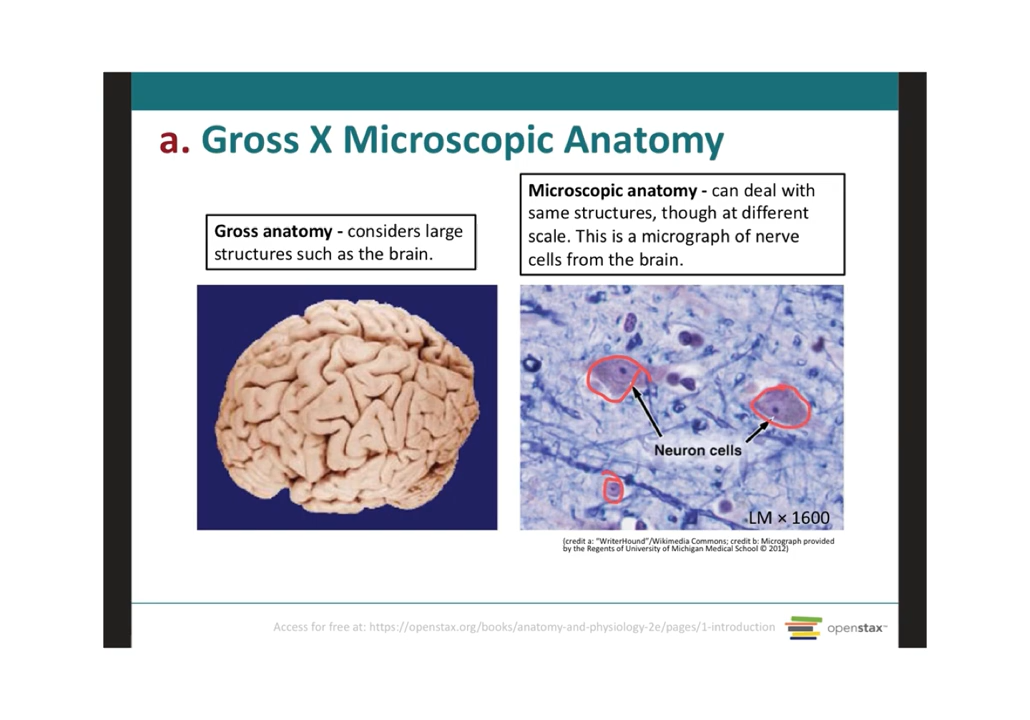 a. Gross X Microscopic Anatomy
Gross anatomy - considers large
structures such as the brain.
Microscopic anatomy - can deal with
same structures, though at different
scale. This is a micrograph of nerve
cells from the brain.
Neuron cells
LM × 1600
(credit a: "WriterHound"/Wikimedia Commons; credit b: Micrograph provided
by the Regents of University of Michigan Medical School © 2012)
Access for free at: https://openstax.org/books/anatomy-and-physiology-2e/pages/1-introduction
openstax™